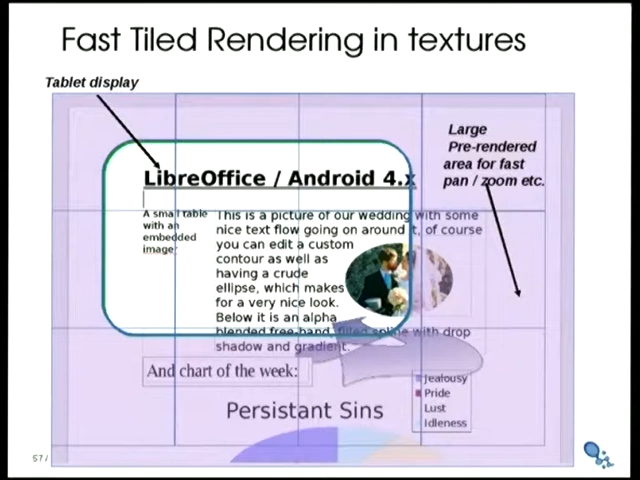 Fast Tiled Rendering in textures
Tablet display
Large
Pre-rendered
area for fast
pan / zoom etc.
LibreOffice / Android 4.x
A small table
with an
embedded
image:
This is a picture of our wedding with some
nice text flow going on around it, of course
you can edit a custom
contour as well as
having a crude
ellipse, which makes
for a very nice look.
Below it is an alpha
blended free-hand, filled spline with drop
shadow and gradient.
And chart of the week:
Persistant Sins
Jealousy
Pride
Lust
Idleness
57 /